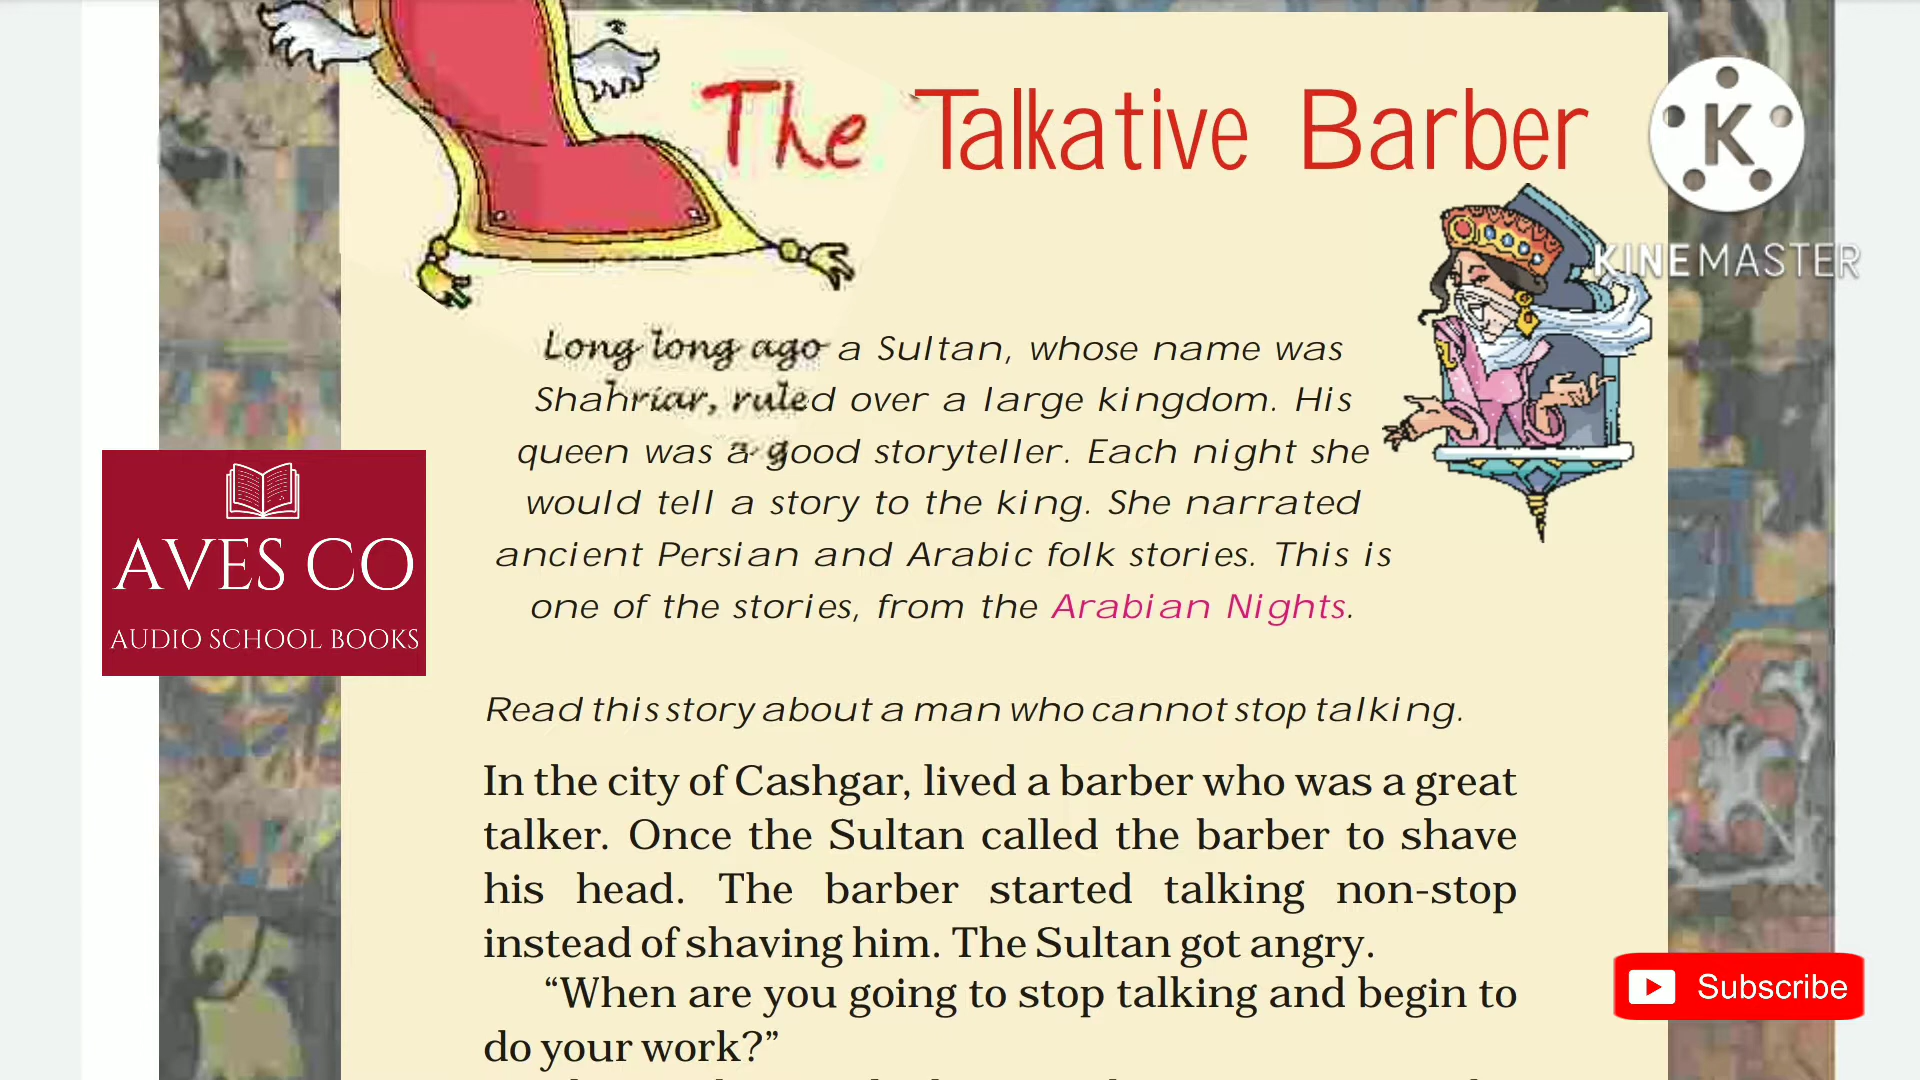 The Talkative Barber
K
KINEMASTER
Long long ago a Sultan, whose name was
Shahriar, ruled over a large kingdom. His
queen was a good storyteller. Each night she
would tell a story to the king. She narrated
ancient Persian and Arabic folk stories. This is
one of the stories, from the Arabian Nights.
AVES CO
AUDIO SCHOOL BOOKS
Read this story about a man who cannot stop talking.
In the city of Cashgar, lived a barber who was a great
talker. Once the Sultan called the barber to shave
his head. The barber started talking non-stop
instead of shaving him. The Sultan got angry.
“When are you going to stop talking and begin to
do your work?”
Subscribe